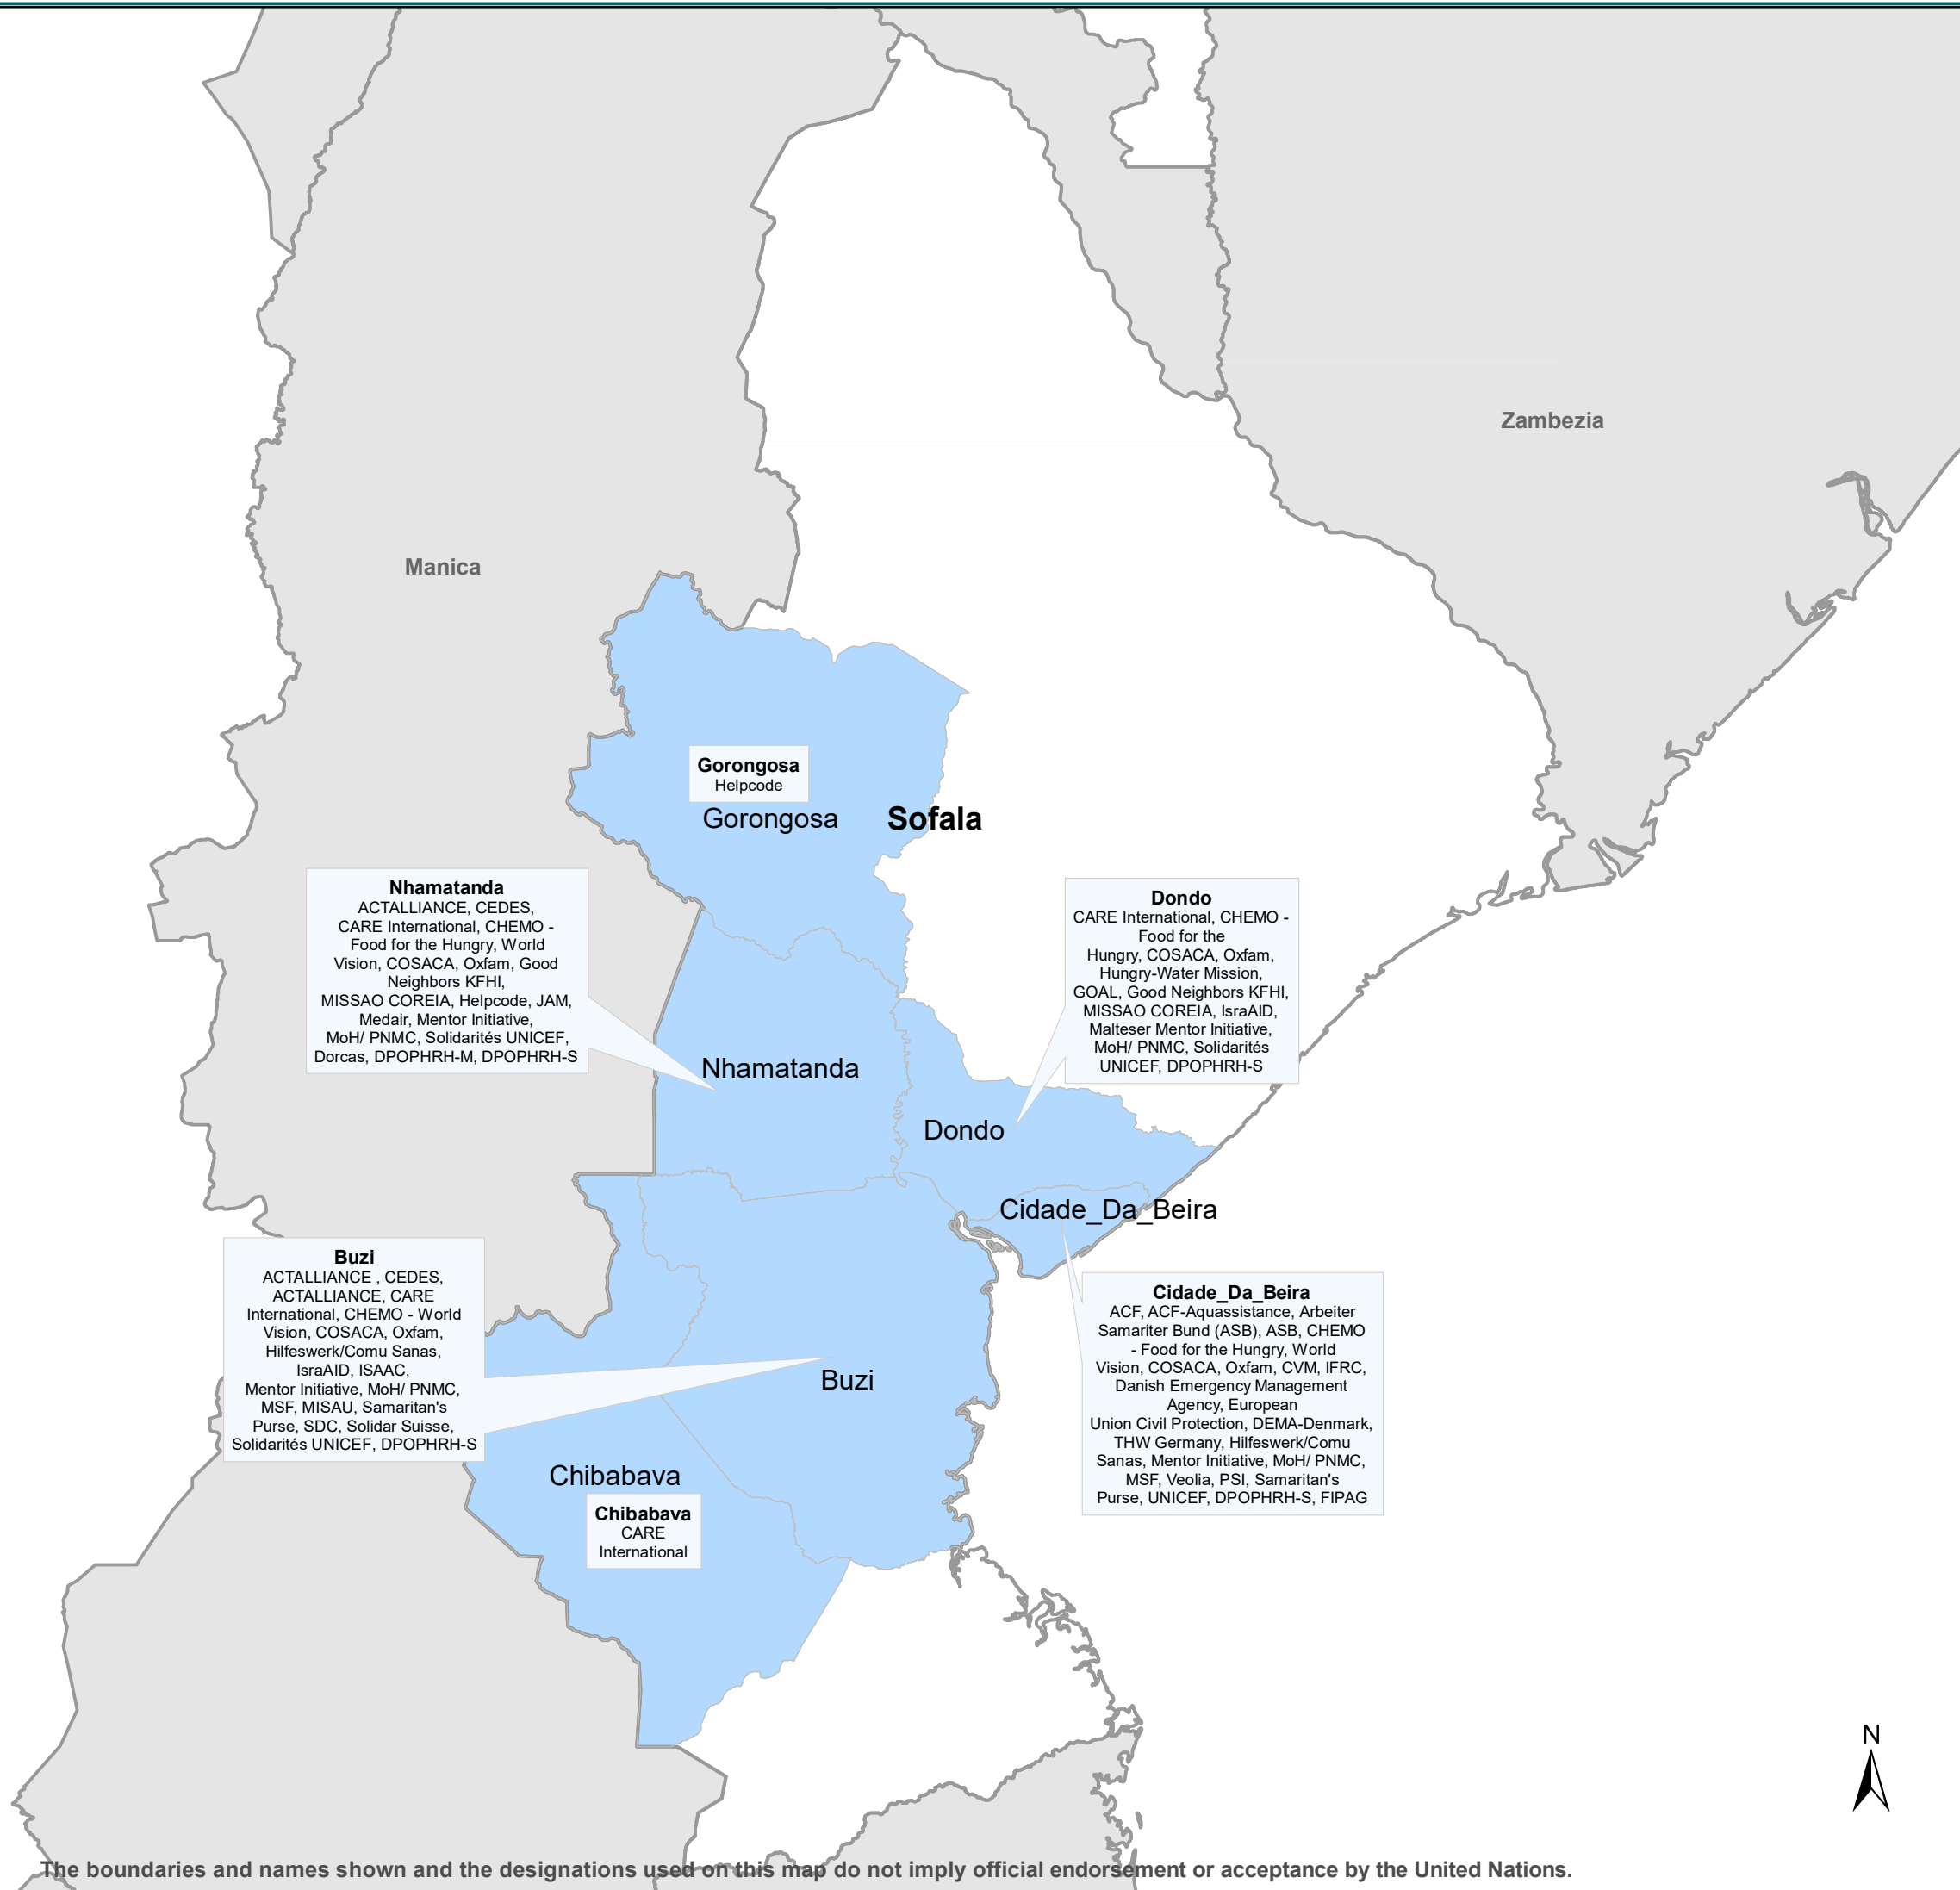 Zambezia
Manica
Gorongosa
Helpcode
Gorongosa
Sofala
Nhamatanda
ACTALLIANCE, CEDES,
CARE International, CHEMO -
Food for the Hungry, World
Vision, COSACA, Oxfam, Good
Neighbors KFHI,
MISSAO COREIA, Helpcode, JAM,
Medair, Mentor Initiative,
MoH/ PNMC, Solidarités UNICEF,
Dorcas, DPOPHRH-M, DPOPHRH-S
Dondo
CARE International, CHEMO -
Food for the
Hungry, COSACA, Oxfam,
Hungry-Water Mission,
GOAL, Good Neighbors KFHI,
MISSAO COREIA, IsraAID,
Malteser Mentor Initiative,
MoH/ PNMC, Solidarités
UNICEF, DPOPHRH-S
Nhamatanda
Dondo
Cidade_Da_Beira
Buzi
ACTALLIANCE , CEDES,
ACTALLIANCE, CARE
International, CHEMO - World
Vision, COSACA, Oxfam,
Hilfeswerk/Comu Sanas,
IsraAID, ISAAC,
Mentor Initiative, MoH/ PNMC,
MSF, MISAU, Samaritan's
Purse, SDC, Solidar Suisse,
Solidarités UNICEF, DPOPHRH-S
Cidade_Da_Beira
ACF, ACF-Aquassistance, Arbeiter
Samariter Bund (ASB), ASB, CHEMO
- Food for the Hungry, World
Vision, COSACA, Oxfam, CVM, IFRC,
Danish Emergency Management
Agency, European
Union Civil Protection, DEMA-Denmark,
THW Germany, Hilfeswerk/Comu
Sanas, Mentor Initiative, MoH/ PNMC,
MSF, Veolia, PSI, Samaritan's
Purse, UNICEF, DPOPHRH-S, FIPAG
Buzi
Chibabava
Chibabava
CARE
International
N
The boundaries and names shown and the designations used on this map do not imply official endorsement or acceptance by the United Nations.